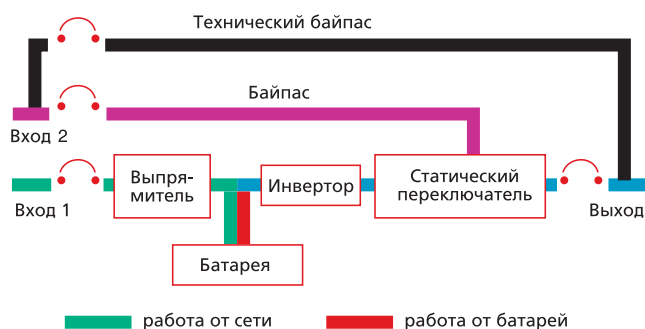 Технический байпас
Байпас
Вход 2
Выпря-
митель
Инвертор
Статический
переключатель
Вход 1
Выход
Батарея
работа от сети
работа от батарей